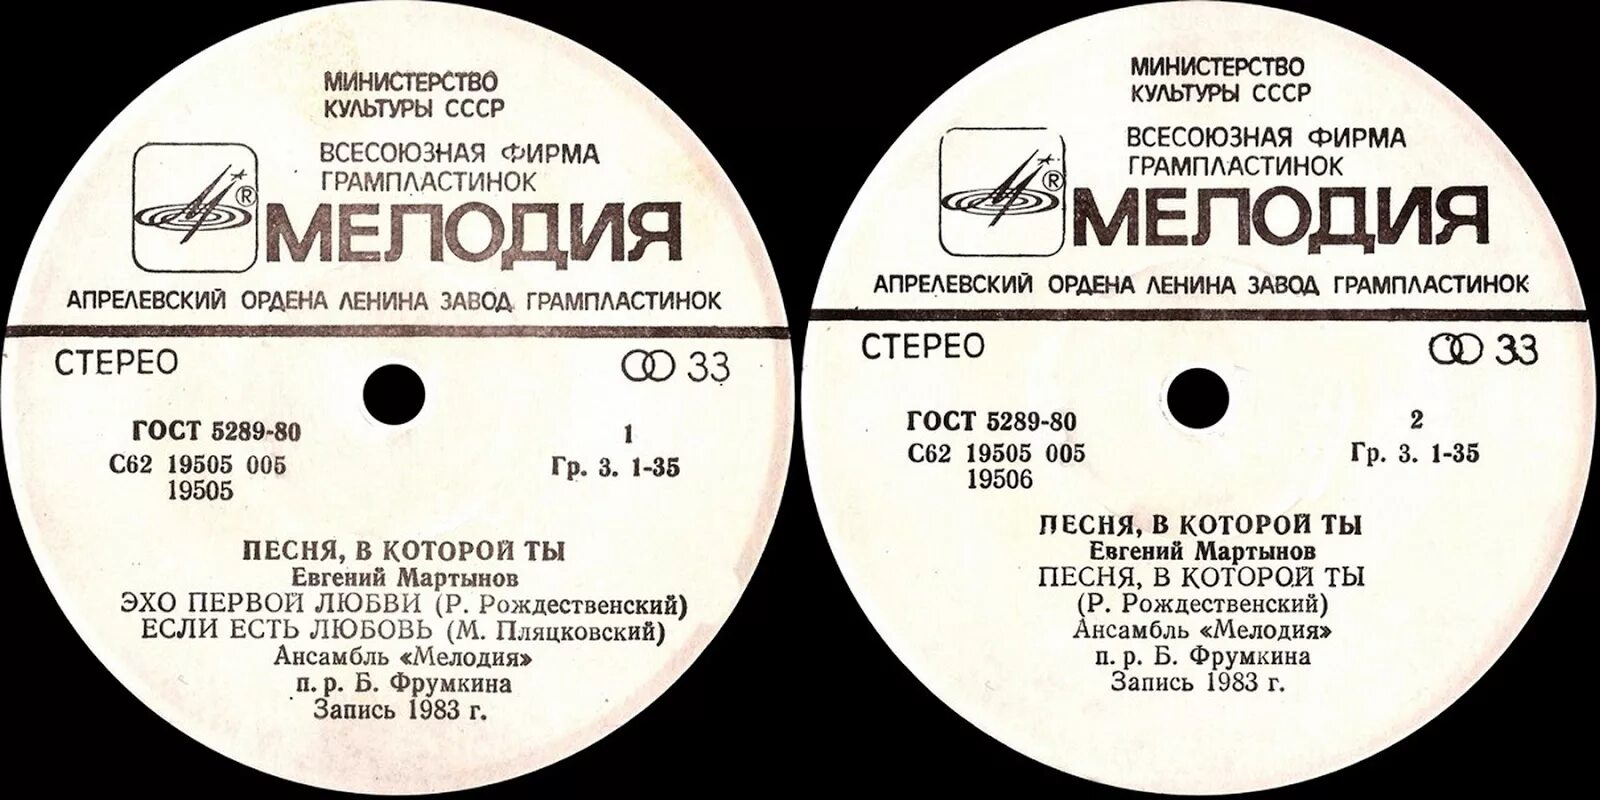 МИНИСТЕРСТВО
КУЛЬТУРЫ СССР
ВСЕСОЮЗНАЯ ФИРМА
ГРАМПЛАСТИНОК
®
МЕЛОДИЯ
АПРЕЛЕВСКИЙ ОРДЕНА ЛЕНИНА ЗАВОД ГРАМПЛАСТИНОК
СТЕРЕО 33
ГОСТ 5289-80 1
С62 19505 005 Гр. 3. 1-35
19505
ПЕСНЯ, В КОТОРОЙ ТЫ
Евгений Мартынов
ЭХО ПЕРВОЙ ЛЮБВИ (Р. Рождественский)
ЕСЛИ ЕСТЬ ЛЮБОВЬ (М. Пляцковский)
Ансамбль «Мелодия»
п. р. Б. Фрумкина
Запись 1983 г.
МИНИСТЕРСТВО
КУЛЬТУРЫ СССР
ВСЕСОЮЗНАЯ ФИРМА
ГРАМПЛАСТИНОК
®
МЕЛОДИЯ
АПРЕЛЕВСКИЙ ОРДЕНА ЛЕНИНА ЗАВОД ГРАМПЛАСТИНОК
СТЕРЕО 33
ГОСТ 5289-80 2
С62 19505 005 Гр. 3. 1-35
19506
ПЕСНЯ, В КОТОРОЙ ТЫ
Евгений Мартынов
ПЕСНЯ, В КОТОРОЙ ТЫ
(Р. Рождественский)
Ансамбль «Мелодия»
п. р. Б. Фрумкина
Запись 1983 г.